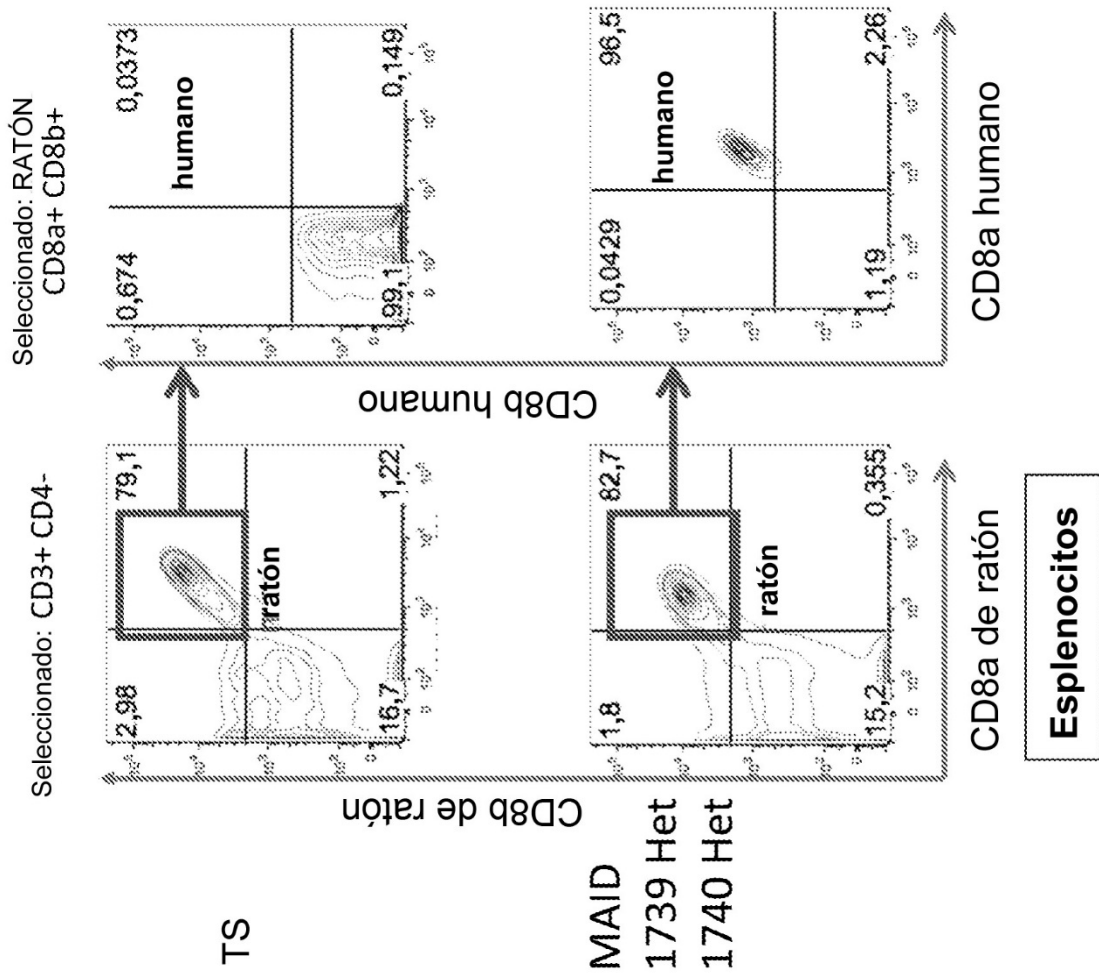 Seleccionado: CD3+ CD4-
Seleccionado: RATÓN
CD8a+ CD8b+
TS
2,98
79,1
16,7
1,22
ratón
0,674
0,0373
99,1
0,149
humano
MAID
1739 Het
1740 Het
1,8
82,7
15,2
0,355
ratón
0,0429
96,5
1,19
2,26
humano
CD8b de ratón
CD8b humano
CD8a de ratón
CD8a humano
Esplenocitos